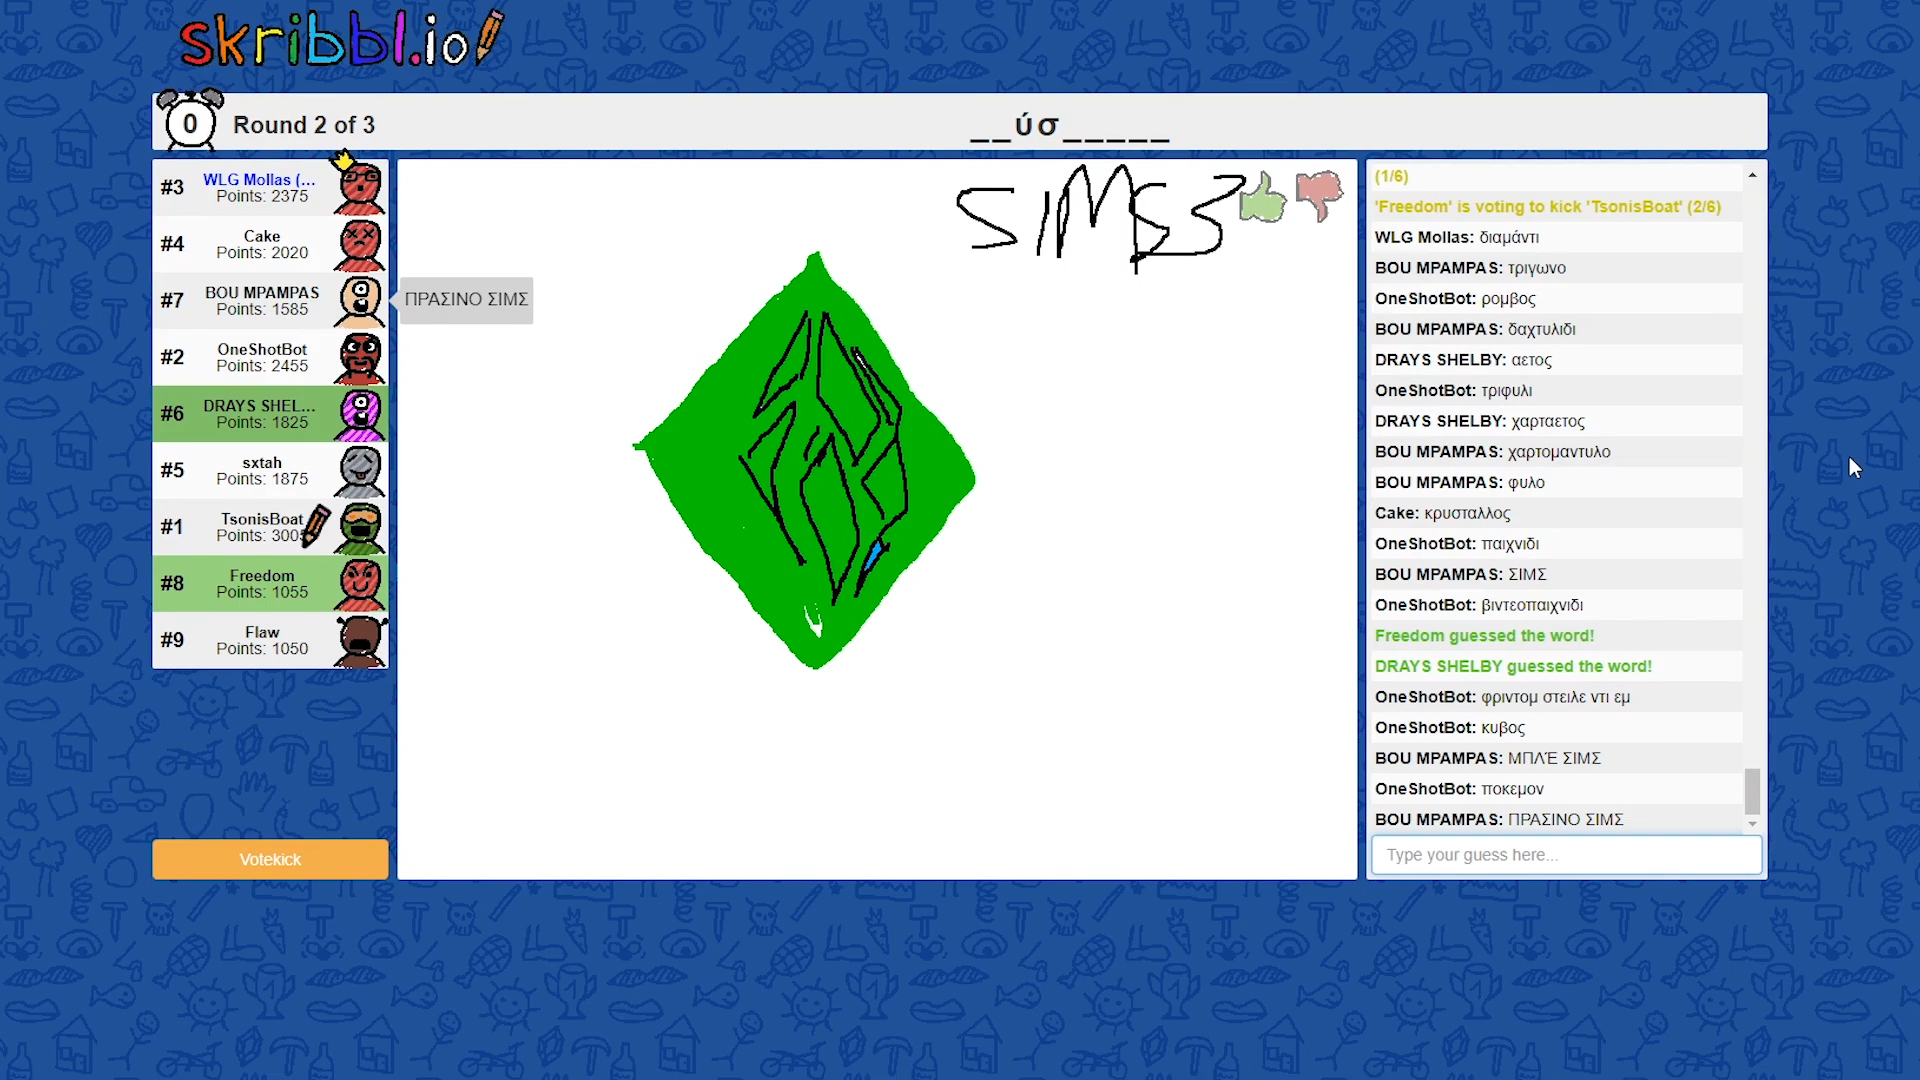 skribbl.io
0
Round 2 of 3
__ύσ_____
#3
WLG Mollas (...
Points: 2375
#4
Cake
Points: 2020
#7
BOU MPAMPAS
Points: 1585
#2
OneShotBot
Points: 2455
#6
DRAYS SHEL...
Points: 1825
#5
sxtah
Points: 1875
#1
TsonisBoat
Points: 3005
#8
Freedom
Points: 1055
#9
Flaw
Points: 1050
Votekick
ΠΡΑΣΙΝΟ ΣΙΜΣ
SIMS3
(1/6)
'Freedom' is voting to kick 'TsonisBoat' (2/6)
WLG Mollas: διαμάντι
BOU MPAMPAS: τριγωνο
OneShotBot: ρομβος
BOU MPAMPAS: δαχτυλιδι
DRAYS SHELBY: αετος
OneShotBot: τριφυλι
DRAYS SHELBY: χαρταετος
BOU MPAMPAS: χαρτομαντυλο
BOU MPAMPAS: φυλο
Cake: κρυσταλλος
OneShotBot: παιχνιδι
BOU MPAMPAS: ΣΙΜΣ
OneShotBot: βιντεοπαιχνιδι
Freedom guessed the word!
DRAYS SHELBY guessed the word!
OneShotBot: φριντομ στειλε ντι εμ
OneShotBot: κυβος
BOU MPAMPAS: ΜΠΛΈ ΣΙΜΣ
OneShotBot: ποκεμον
BOU MPAMPAS: ΠΡΑΣΙΝΟ ΣΙΜΣ
Type your guess here...